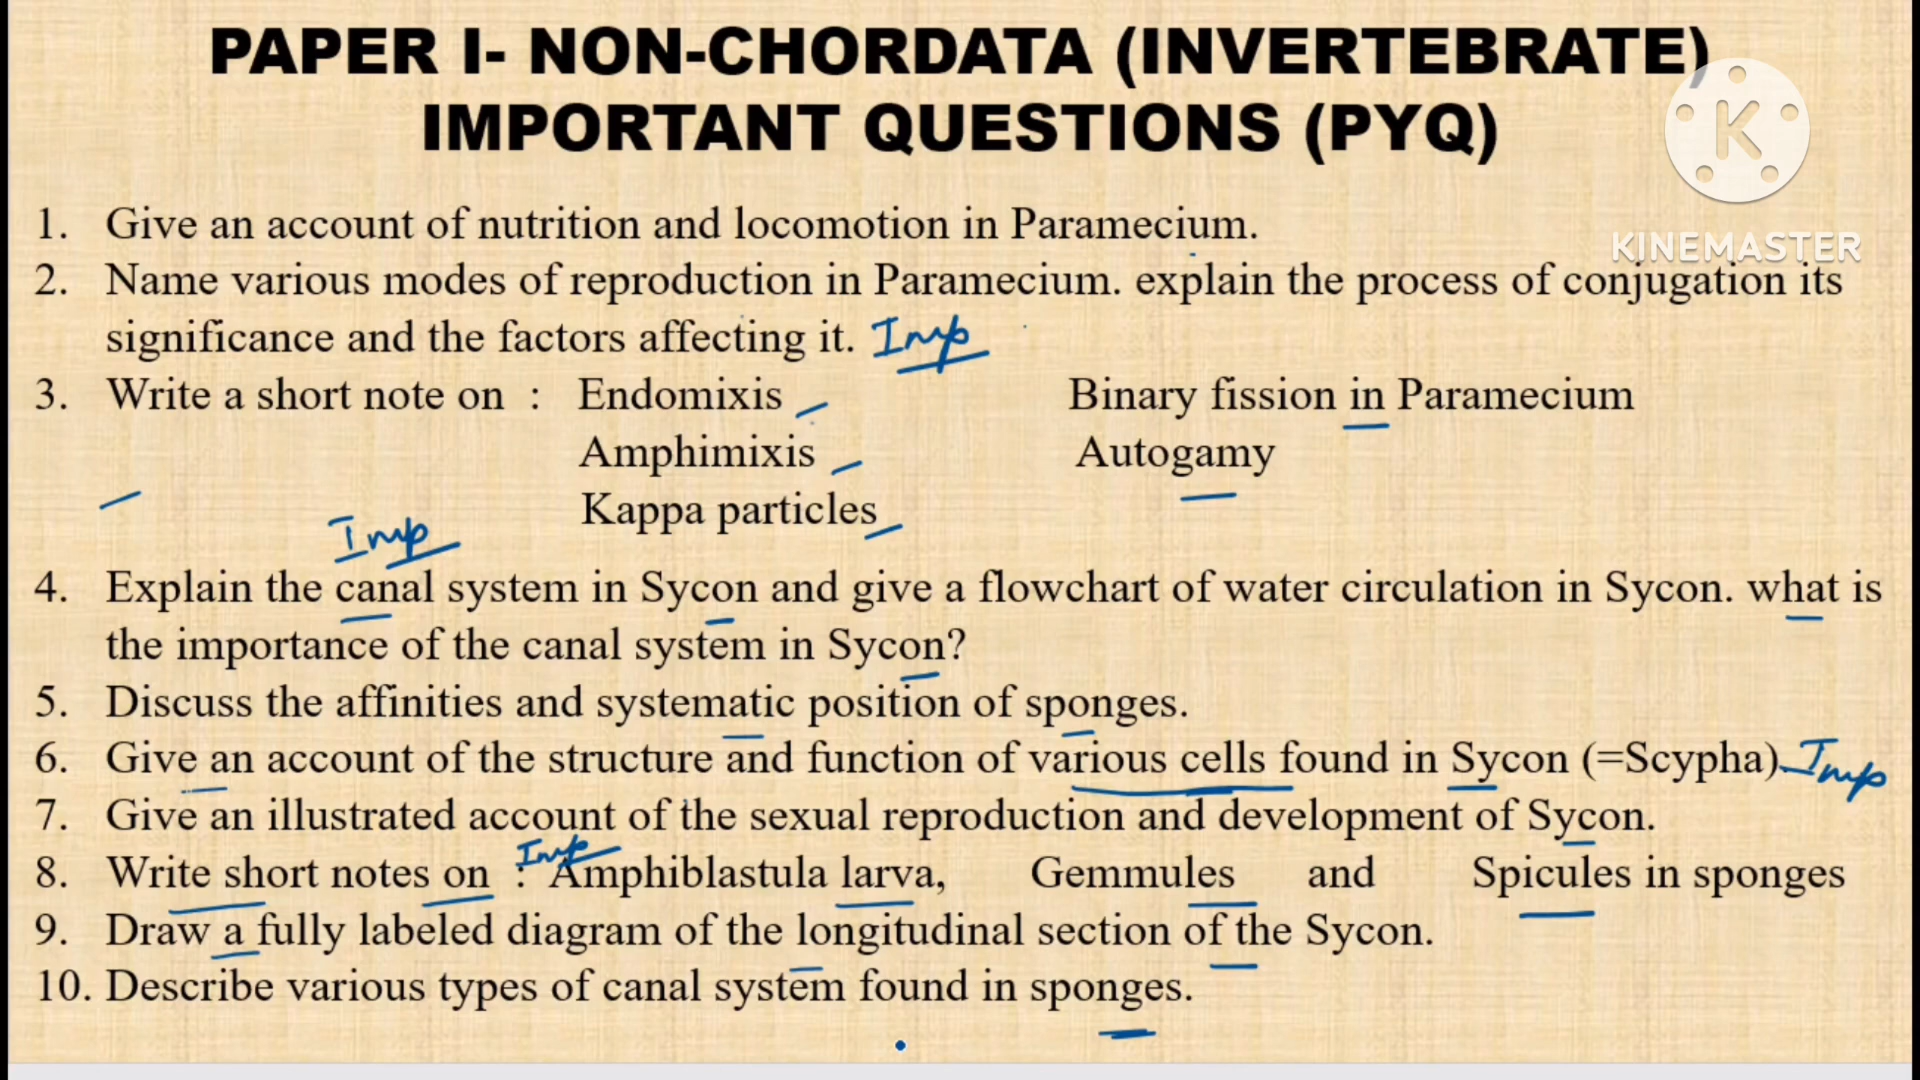 PAPER I- NON-CHORDATA (INVERTEBRATE)
IMPORTANT QUESTIONS (PYQ)
K
KINEMASTER
1. Give an account of nutrition and locomotion in Paramecium.
2. Name various modes of reproduction in Paramecium. explain the process of conjugation its
significance and the factors affecting it. Imp
3. Write a short note on : Endomixis Binary fission in Paramecium
Amphimixis Autogamy
Kappa particles
Imp
4. Explain the canal system in Sycon and give a flowchart of water circulation in Sycon. what is
the importance of the canal system in Sycon?
5. Discuss the affinities and systematic position of sponges.
6. Give an account of the structure and function of various cells found in Sycon (=Scypha). Imp
7. Give an illustrated account of the sexual reproduction and development of Sycon.
Imp
8. Write short notes on : Amphiblastula larva, Gemmules and Spicules in sponges
9. Draw a fully labeled diagram of the longitudinal section of the Sycon.
10. Describe various types of canal system found in sponges.